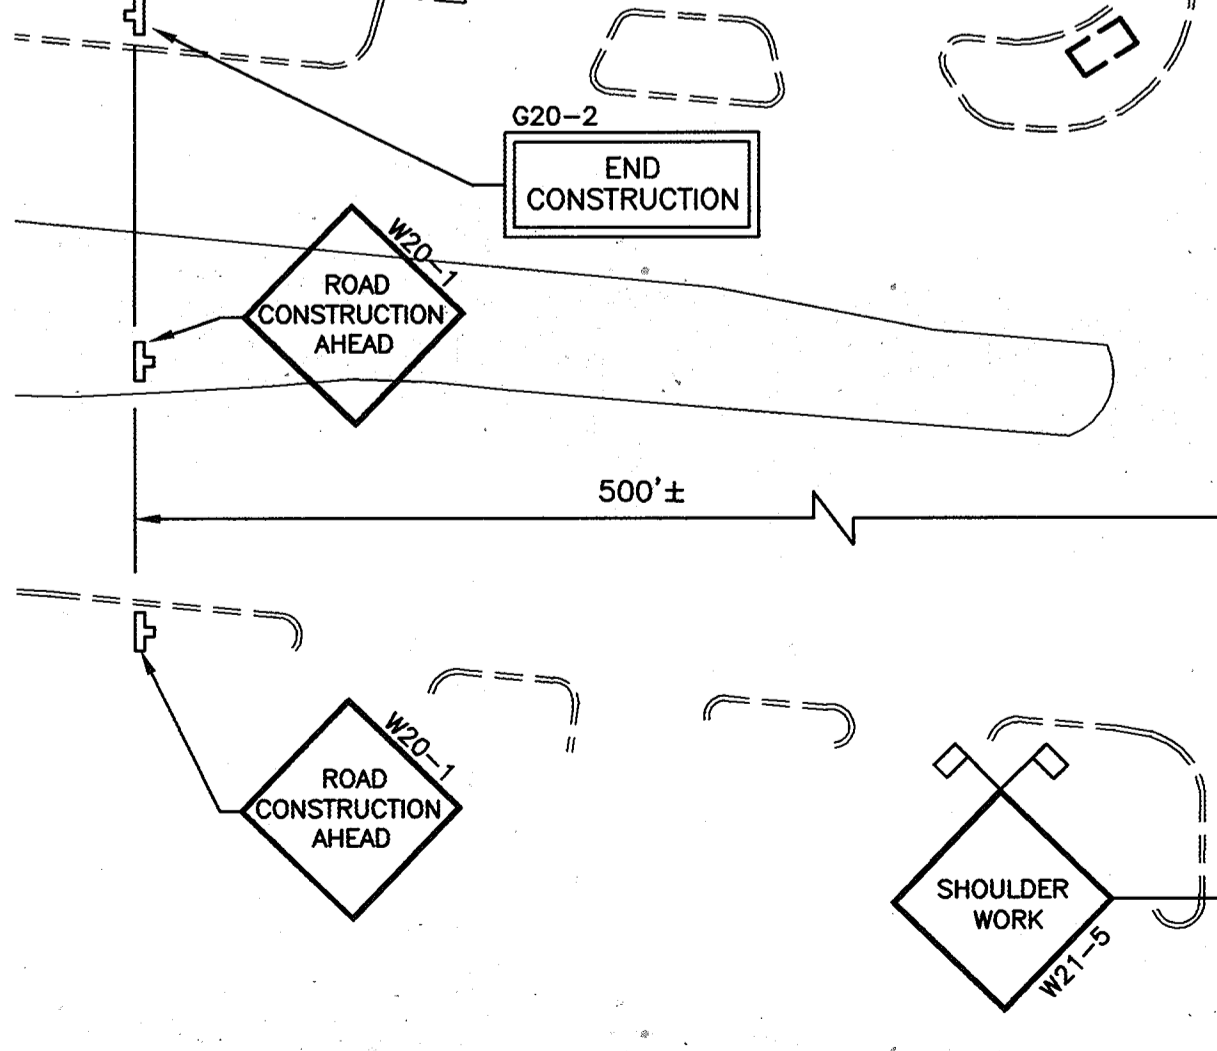 G20-2
END
CONSTRUCTION
W20-1
ROAD
CONSTRUCTION
AHEAD
500'±
W20-1
ROAD
CONSTRUCTION
AHEAD
SHOULDER
WORK
W21-5